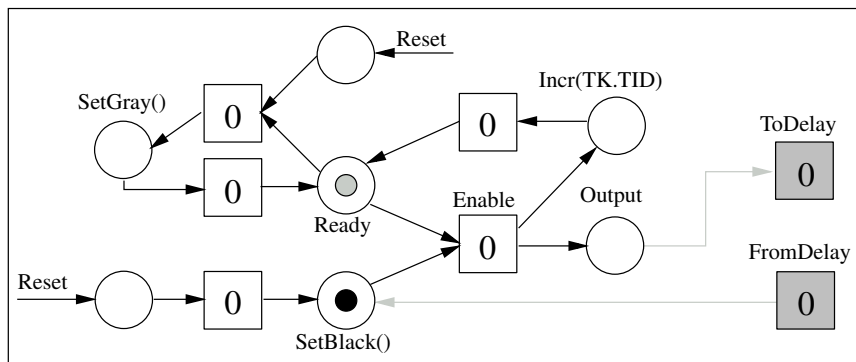 Reset
Incr(TK.TID)
SetGray()
0
0
ToDelay
0
0
Enable
Output
Ready
0
FromDelay
Reset
0
0
SetBlack()